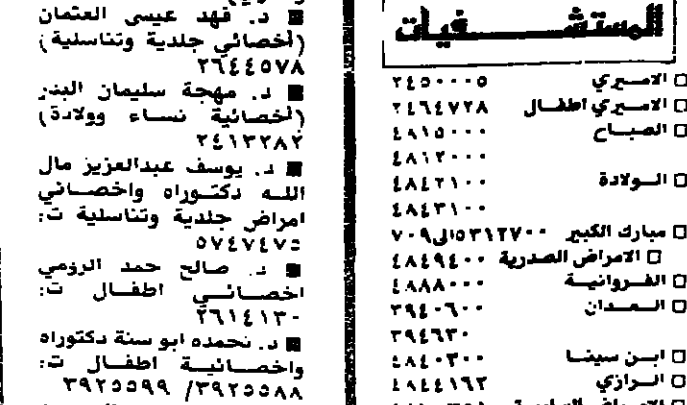 ■ د. فهد عيسى العثمان
(أخصائي جلدية وتناسلية)
٢٦٤٤٥٧٨
■ د. مهجة سليمان البدر
(أخصائية نساء وولادة)
٢٤١٣٢٨٢
■ د. يوسف عبدالعزيز مال
الله دكتوراه واخصائي
امراض جلدية وتناسلية ت:
٥٧٤٧٤٧٥
■ د. صالح حمد الرومي
اخصائي اطفال ت:
٢٦١٤١٣٠
■ د. نحمده ابو سنة دكتوراه
واخصائية اطفال ت:
٣٩٢٥٥٨٨ /٣٩٢٥٥٩٩
المستشفيات
□ الاميري ٢٤٥٠٠٠٥
□ الاميري اطفال ٢٤٦٤٧٢٨
□ الصباح ٤٨١٥٠٠٠
٤٨١٢٠٠٠
□ الولادة ٤٨٤٢١٠٠
٤٨٤٣١٠٠
□ مبارك الكبير ٥٣١٢٧٠٠الى٧٠٩
□ الامراض الصدرية ٤٨٤٩٤٠٠
□ الفروانية ٤٨٨٨٠٠٠
□ العدان ٣٩٤٠٦٠٠
٣٩٤٦٣٠
□ ابن سينا ٤٨٤٠٣٠٠
□ الرازي ٤٨٤٤١٦٢